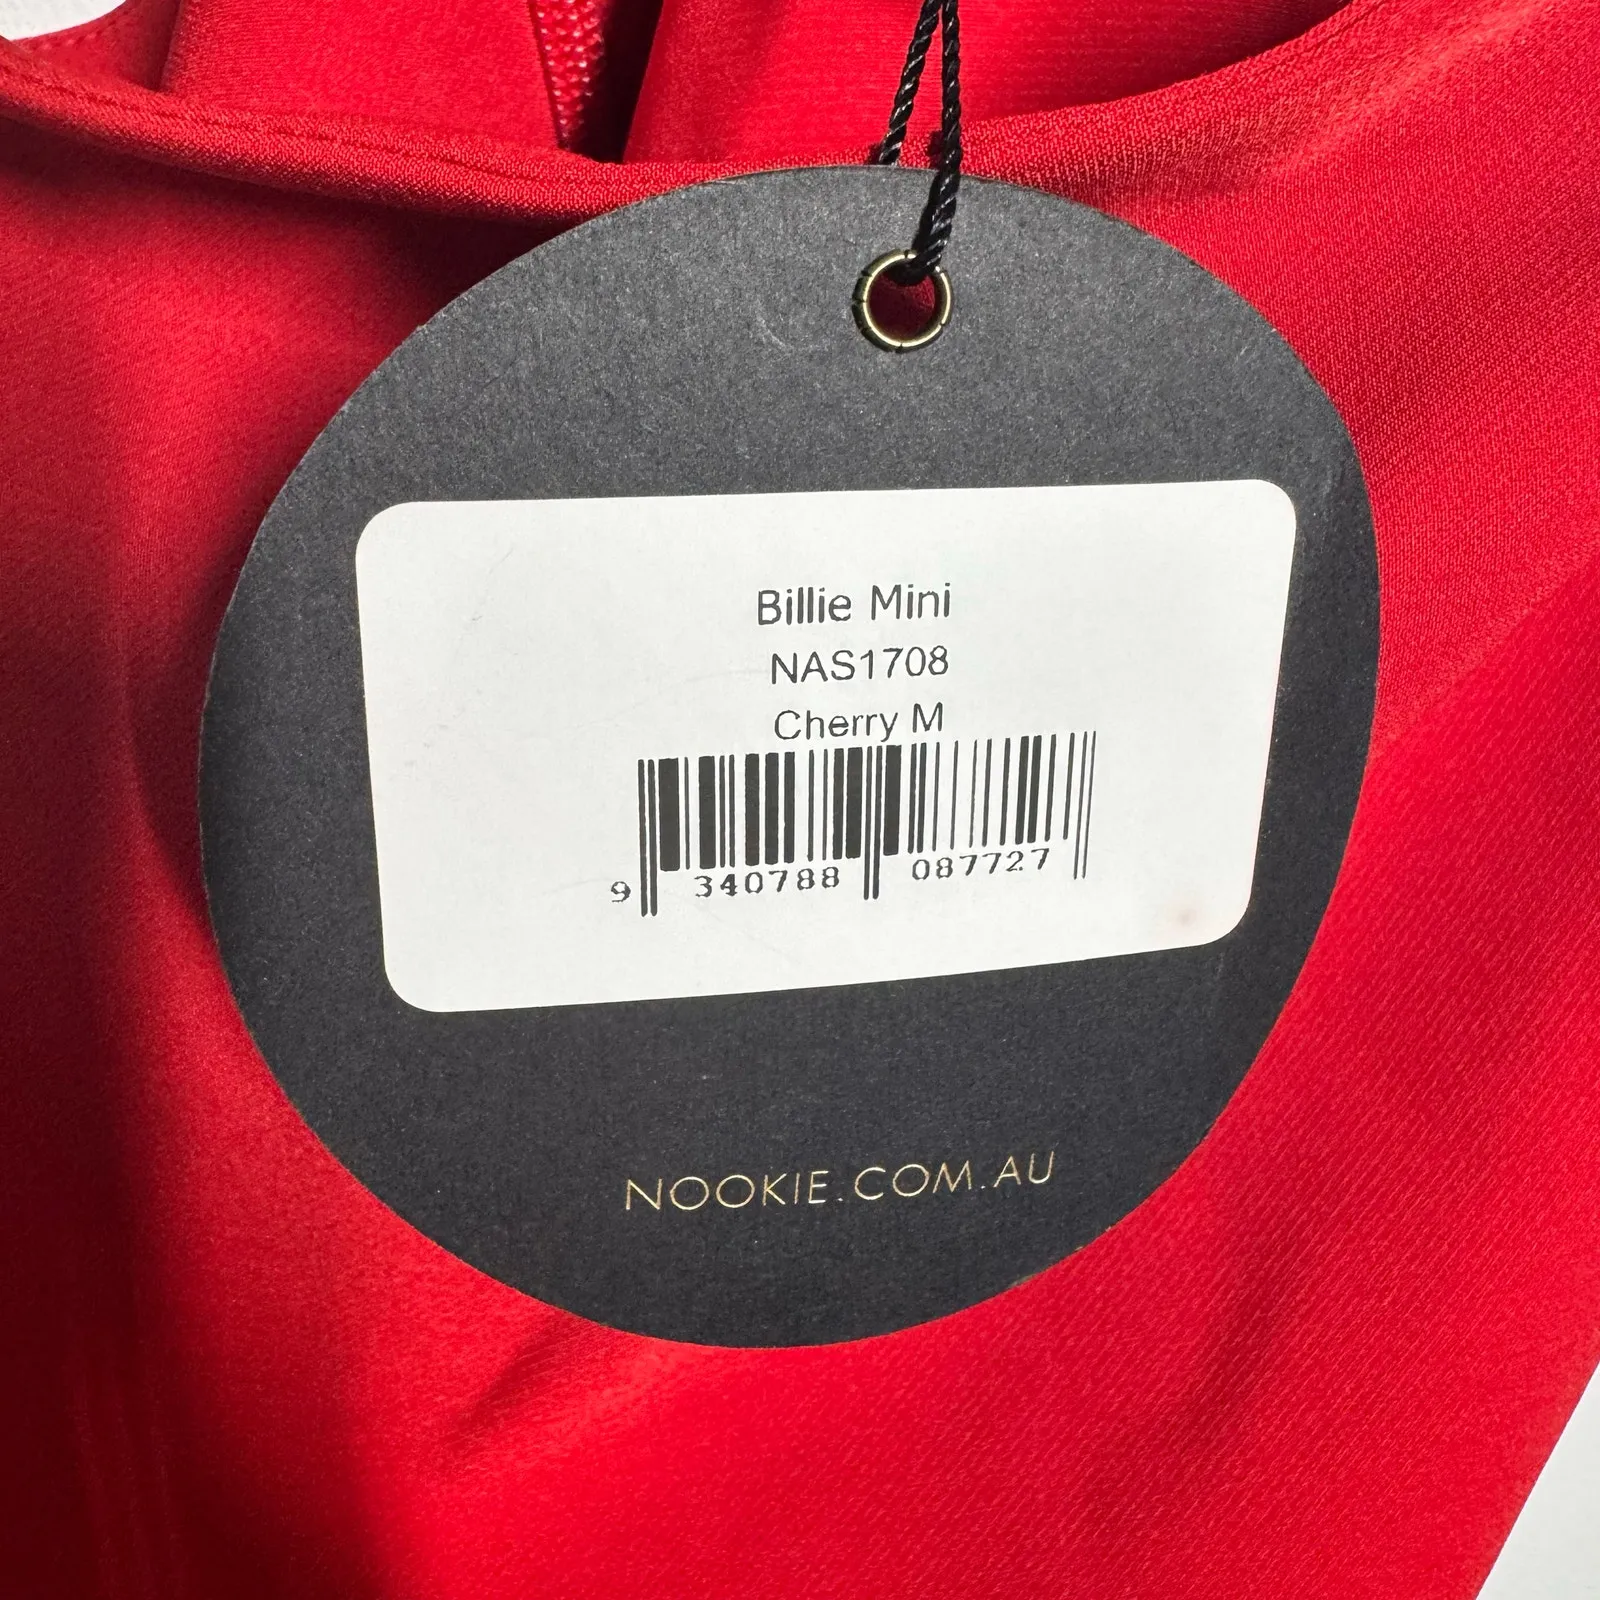 Billie Mini
NAS1708
Cherry M
9 340788 087727
NOOKIE.COM.AU